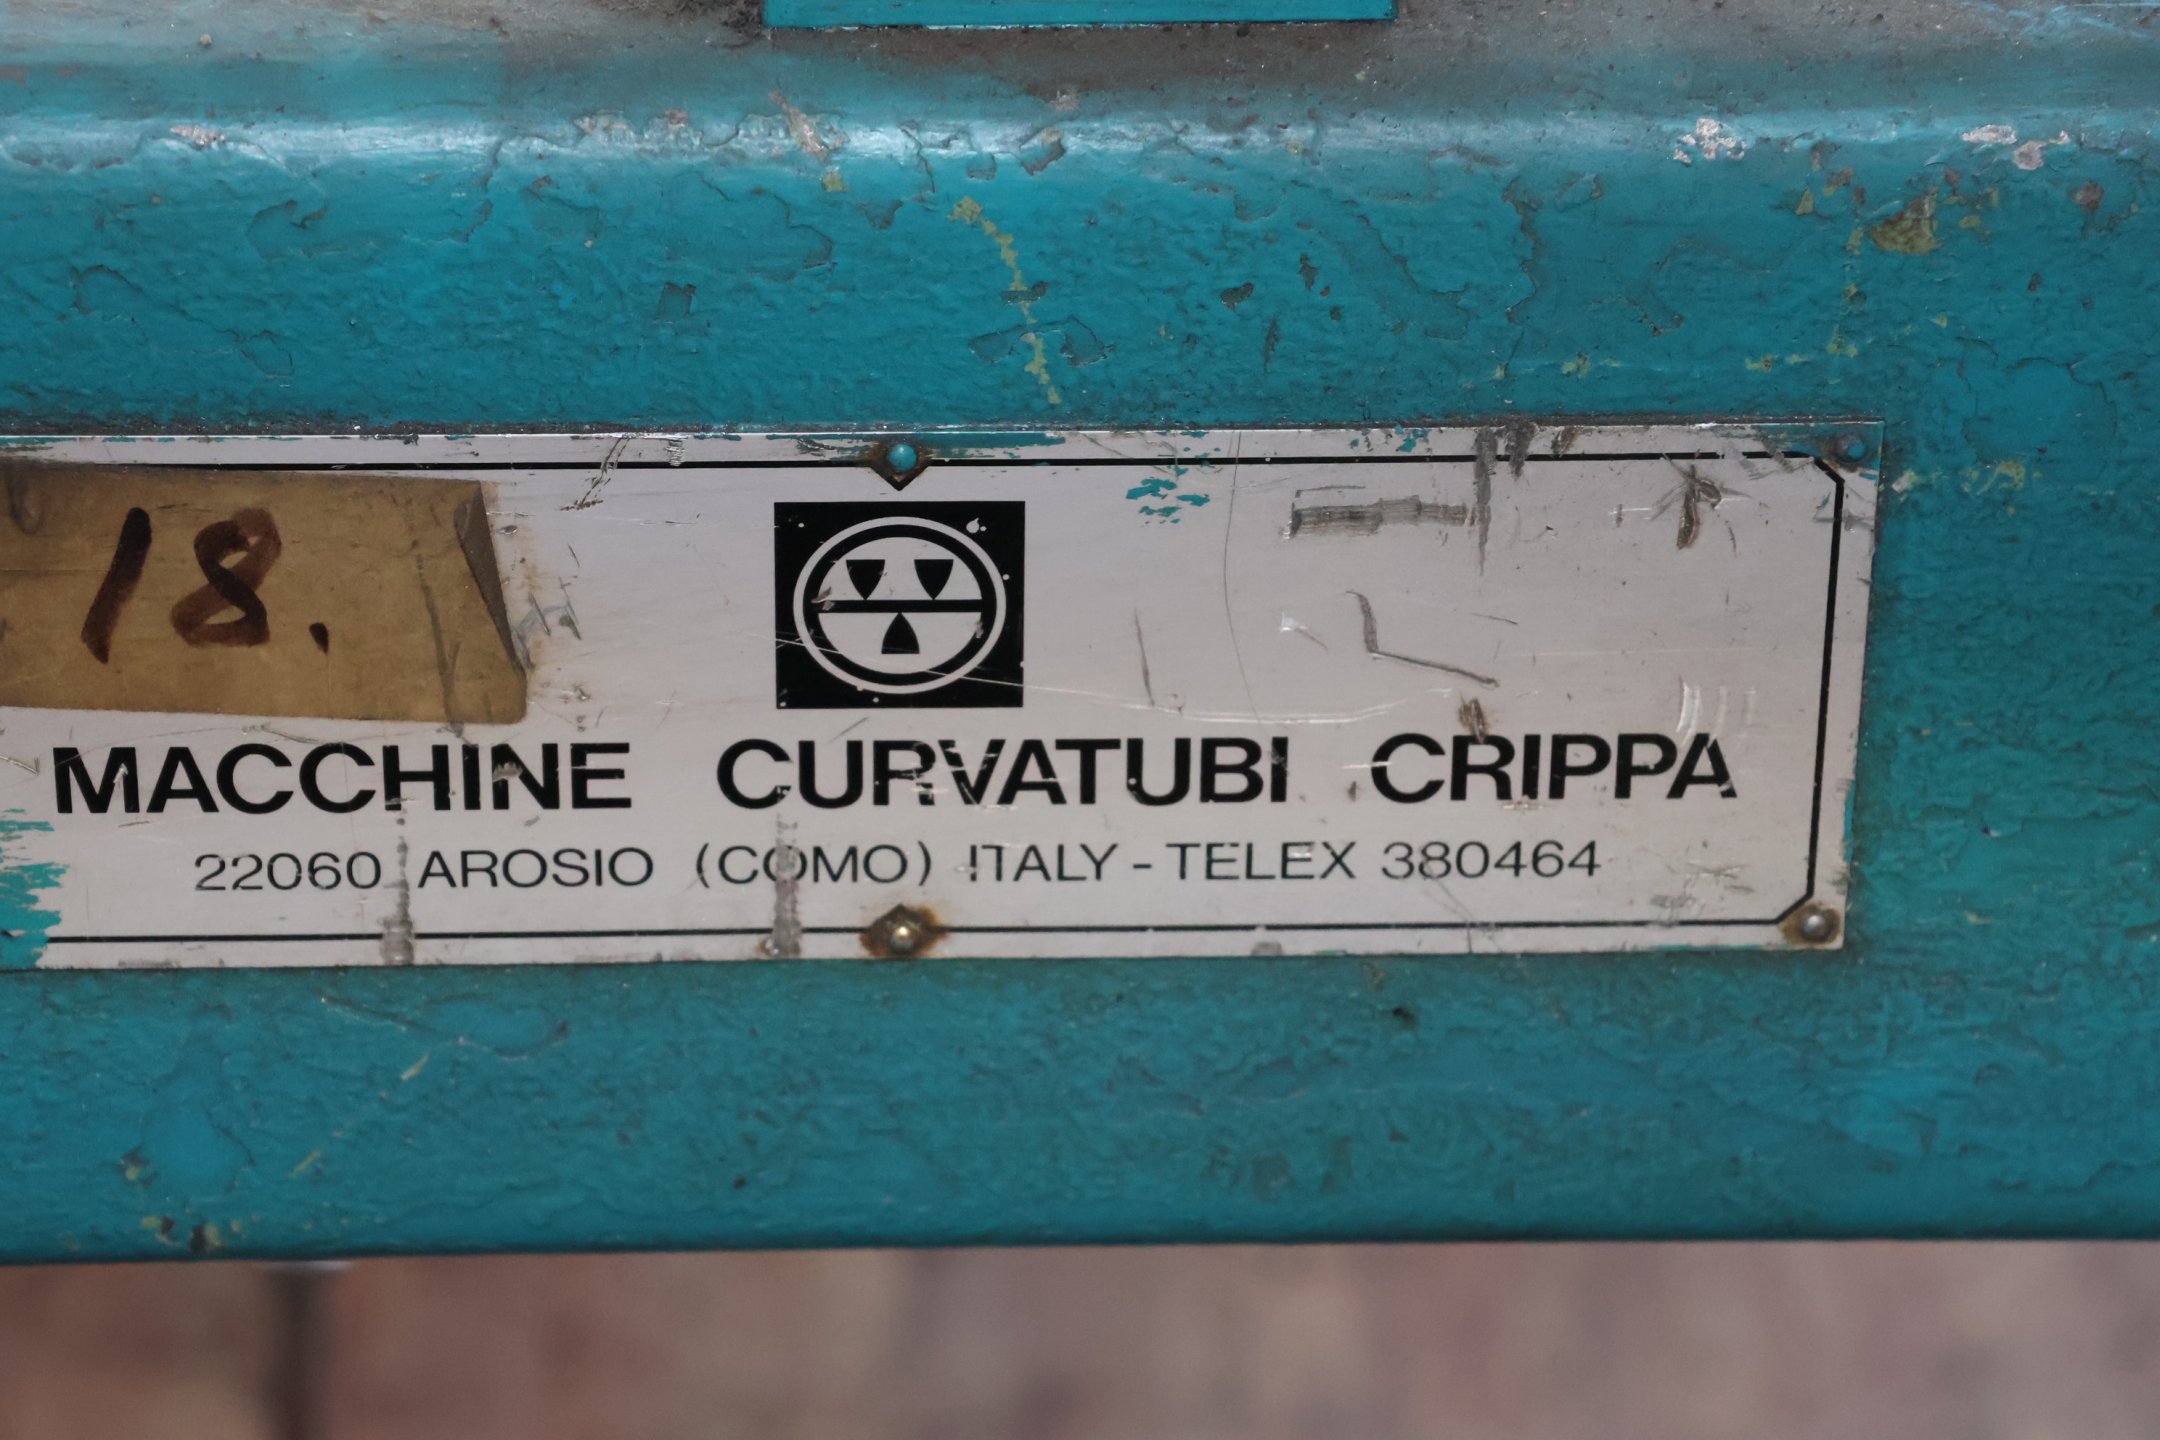 18.
MACCHINE CURVATUBI CRIPPA
22060 AROSIO (COMO) ITALY - TELEX 380464